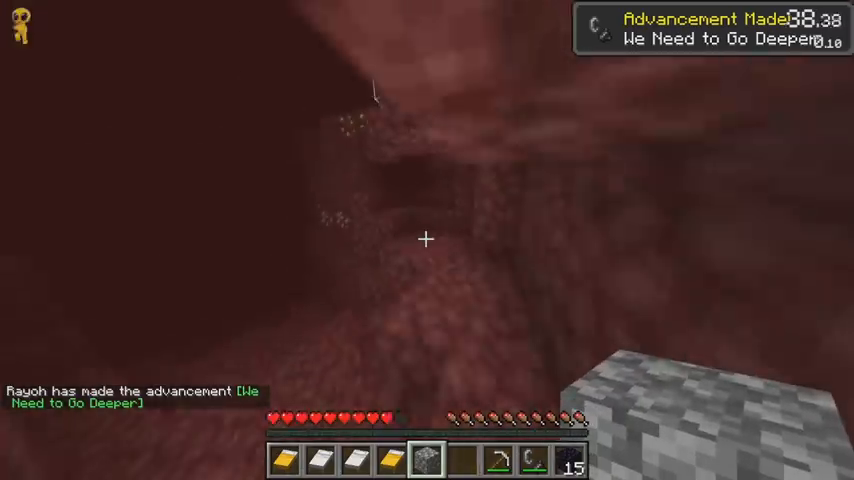 Advancement Made
38.38
We Need to Go Deeper
0.10
Rayoh has made the advancement [We
Need to Go Deeper]
15